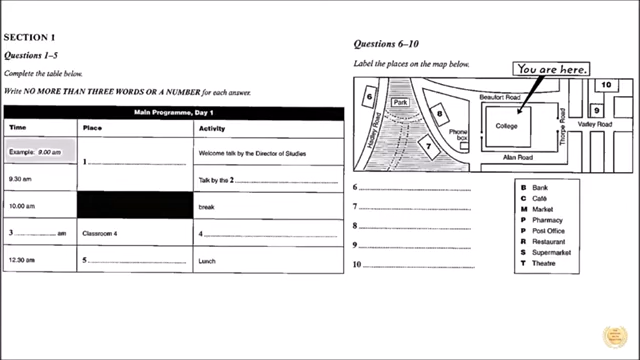 SECTION 1
Questions 1–5
Complete the table below.
Write NO MORE THAN THREE WORDS OR A NUMBER for each answer.
Main Programme, Day 1
Time Place Activity
Example: 9.00 am 1 Welcome talk by the Director of Studies
9.30 am Talk by the 2
10.00 am break
3 am Classroom 4 4
12.30 am 5 Lunch
Questions 6–10
Label the places on the map below.
You are here.
10
6
Park
Beaufort Road
9
8
Hadley Road
College
Thorpe Road
Varley Road
Phone
box
7
Alan Road
6
7
8
9
10
B Bank
C Café
M Market
P Pharmacy
P Post Office
R Restaurant
S Supermarket
T Theatre